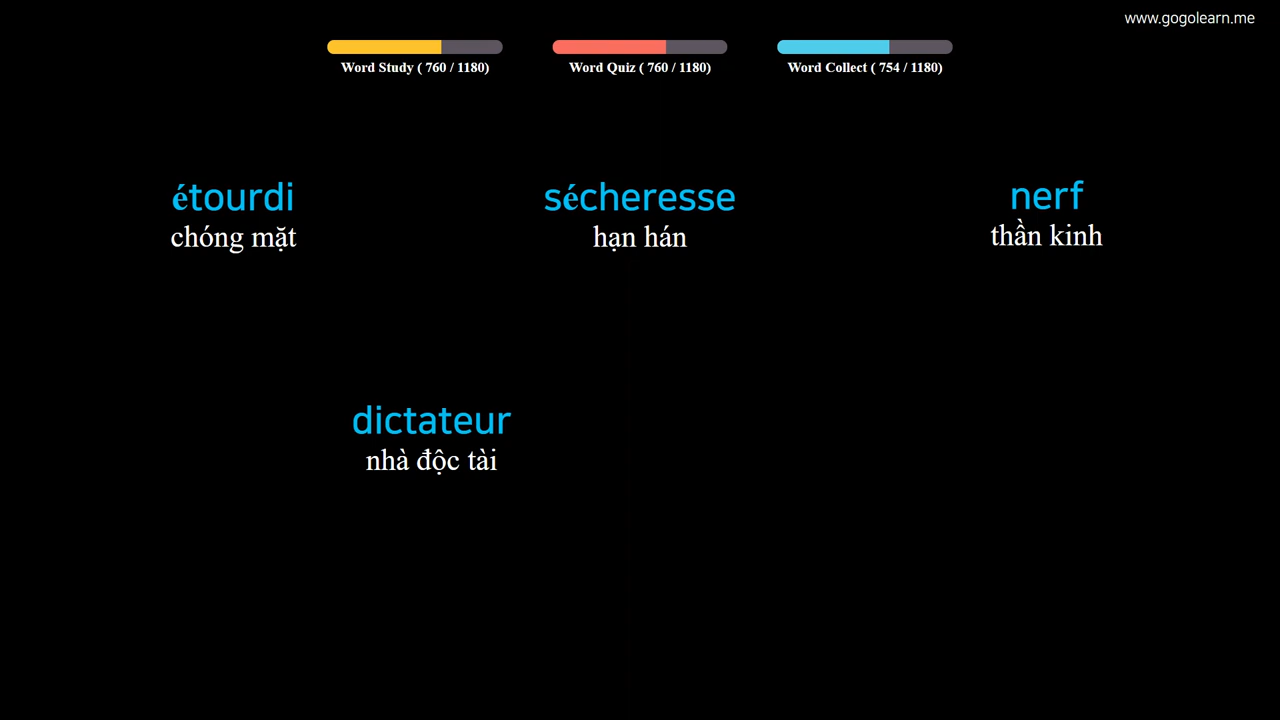 www.gogolearn.me
Word Study ( 760 / 1180)
Word Quiz ( 760 / 1180)
Word Collect ( 754 / 1180)
étourdi
chóng mặt
sécheresse
hạn hán
nerf
thần kinh
dictateur
nhà độc tài